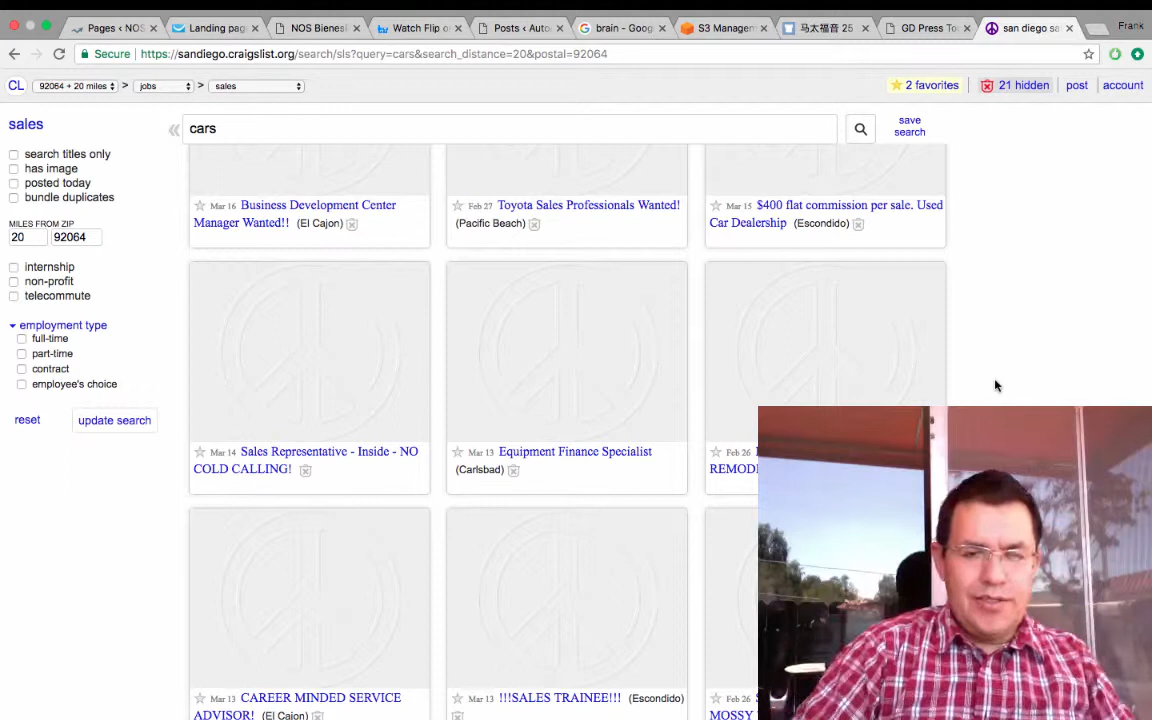 Pages < NOS
Landing pag
NOS Bienes
Watch Flip o
Posts < Auto
brain - Goog
S3 Managem
马太福音 25
GD Press To
san diego sa
Frank
Secure
https://sandiego.craigslist.org/search/sls?query=cars&search_distance=20&postal=92064
CL
92064 + 20 miles
>
jobs
>
sales
2 favorites
21 hidden
post
account
sales
«
cars
save
search
search titles only
has image
posted today
bundle duplicates
MILES FROM ZIP
20
92064
internship
non-profit
telecommute
employment type
full-time
part-time
contract
employee's choice
reset
update search
Mar 16 Business Development Center
Manager Wanted!! (El Cajon)
Feb 27 Toyota Sales Professionals Wanted!
(Pacific Beach)
Mar 15 $400 flat commission per sale. Used
Car Dealership (Escondido)
Mar 14 Sales Representative - Inside - NO
COLD CALLING!
Mar 13 Equipment Finance Specialist
(Carlsbad)
Feb 26
REMOD
Mar 13 CAREER MINDED SERVICE
ADVISOR! (El Cajon)
Mar 13 !!!SALES TRAINEE!!! (Escondido)
Feb 26
MOSSY